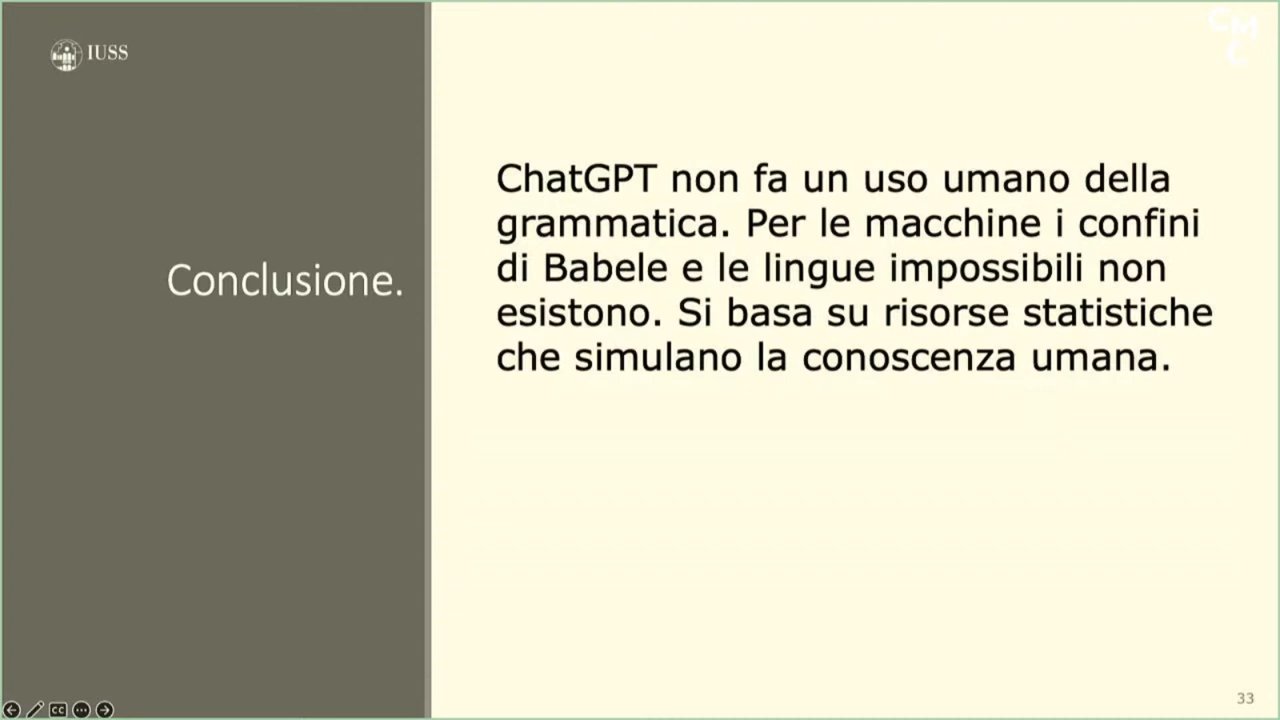 IUSS
CMC
Conclusione.
ChatGPT non fa un uso umano della
grammatica. Per le macchine i confini
di Babele e le lingue impossibili non
esistono. Si basa su risorse statistiche
che simulano la conoscenza umana.
33